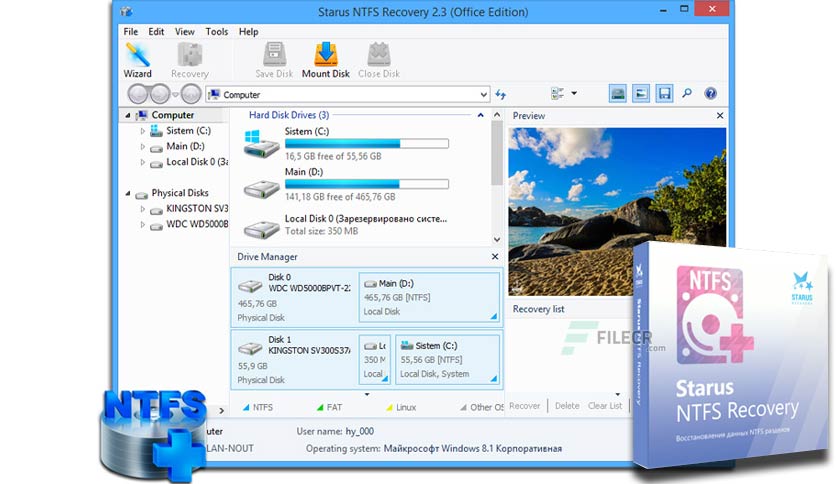 Starus NTFS Recovery 2.3 (Office Edition)
File Edit View Tools Help
Wizard Recovery Save Disk Mount Disk Close Disk
Computer
Computer
Sistem (C:)
Main (D:)
Local Disk 0 (За
Physical Disks
KINGSTON SV3
WDC WD5000B
Hard Disk Drives (3)
Sistem (C:)
16,5 GB free of 55,56 GB
Main (D:)
141,18 GB free of 465,76 GB
Local Disk 0 (Зарезервировано систе...
Total size: 350 MB
Preview
Drive Manager
Disk 0
WDC WD5000BPVT-22
465,76 GB
Physical Disk
Main (D:)
465,76 GB [NTFS]
Local Disk
Disk 1
KINGSTON SV300S37A
55,9 GB
Physical Disk
Lc
350 M
Local
Sistem (C:)
55,56 GB [NTFS]
Local Disk, System
NTFS FAT Linux Other OS
Recovery list
Recover Delete Clear List
FILECR
.com
uter
User name: hy_000
LAN-NOUT
Operating system: Майкрософт Windows 8.1 Корпоративная
NTFS
NTFS
STARUS
RECOVERY
Starus
NTFS Recovery
Восстановления данных NTFS разделов
Starus NTFS Recovery